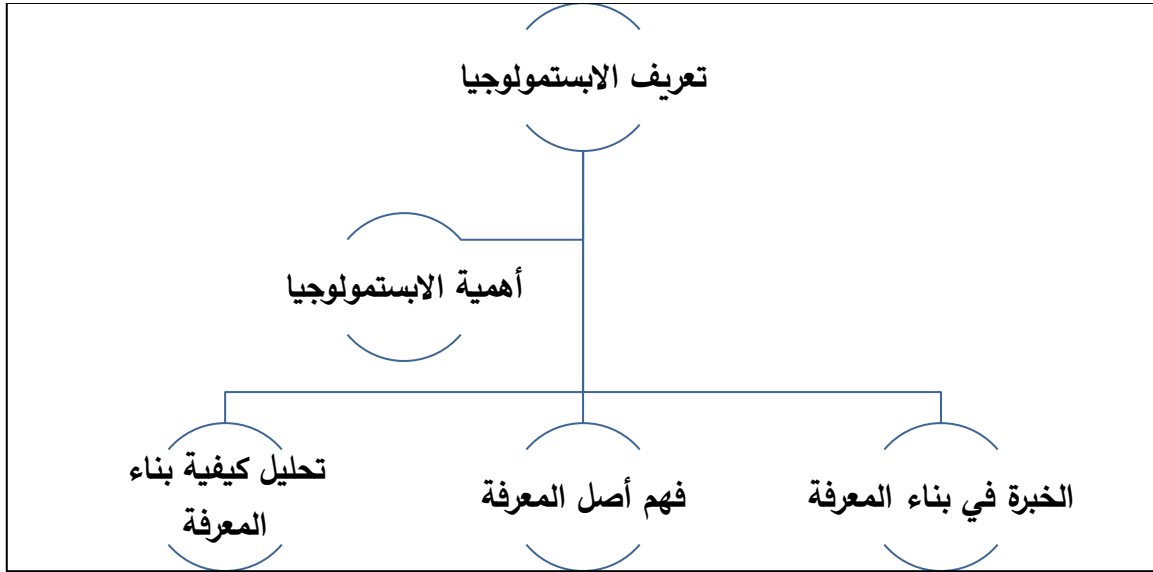 تعريف الابستمولوجيا
أهمية الابستمولوجيا
الخبرة في بناء المعرفة
فهم أصل المعرفة
تحليل كيفية بناء
المعرفة